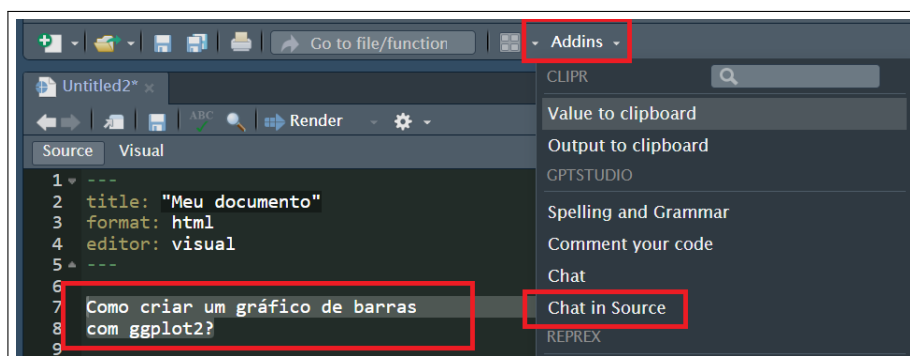 Go to file/function
Addins
Untitled2*
ABC
Render
Source Visual
1 ---
2 title: "Meu documento"
3 format: html
4 editor: visual
5 ---
6
7 Como criar um gráfico de barras
8 com ggplot2?
9
CLIPR
Value to clipboard
Output to clipboard
GPTSTUDIO
Spelling and Grammar
Comment your code
Chat
Chat in Source
REPREX